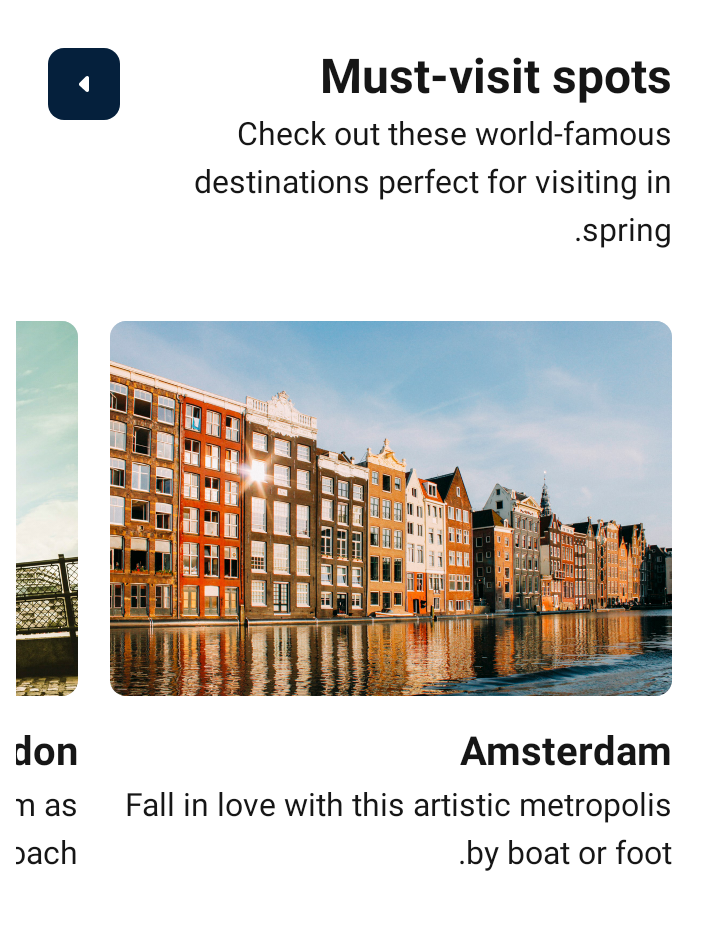 Must-visit spots
Check out these world-famous
destinations perfect for visiting in
.spring
Amsterdam
Fall in love with this artistic metropolis
.by boat or foot
don
m as
oach